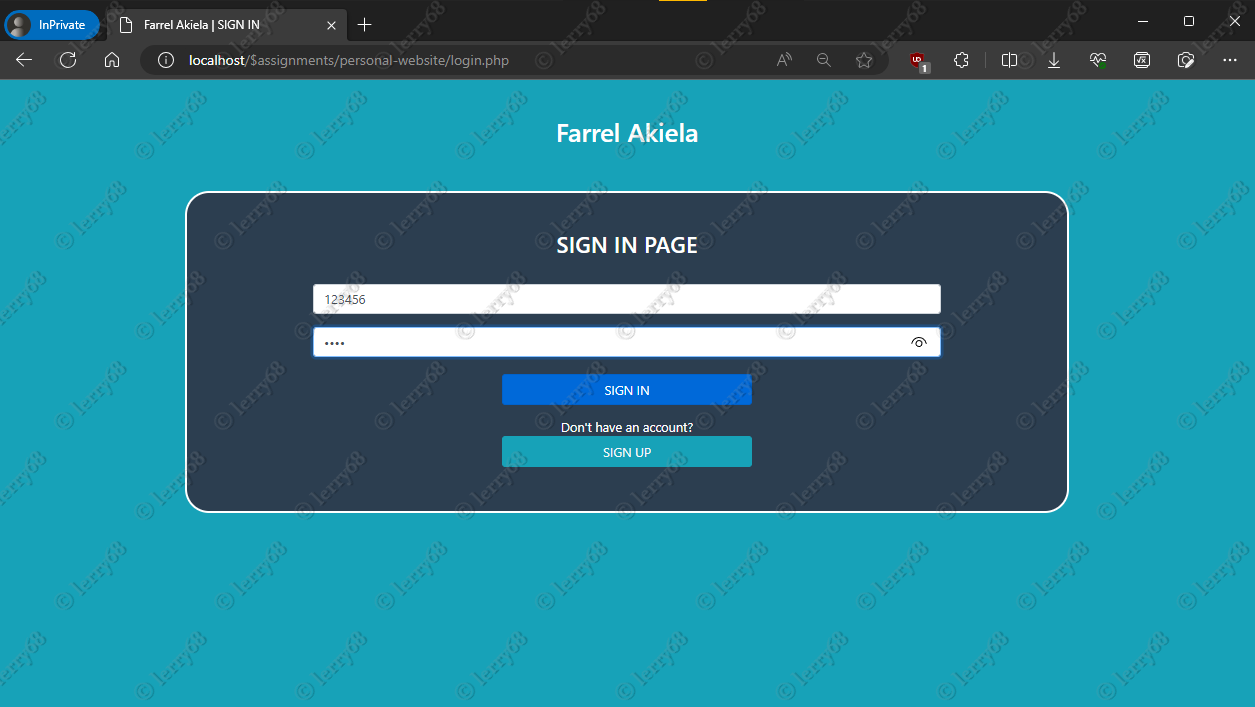 InPrivate
Farrel Akiela | SIGN IN
localhost/$assignments/personal-website/login.php
1
Farrel Akiela
SIGN IN PAGE
123456
••••
SIGN IN
Don't have an account?
SIGN UP
© lerry68